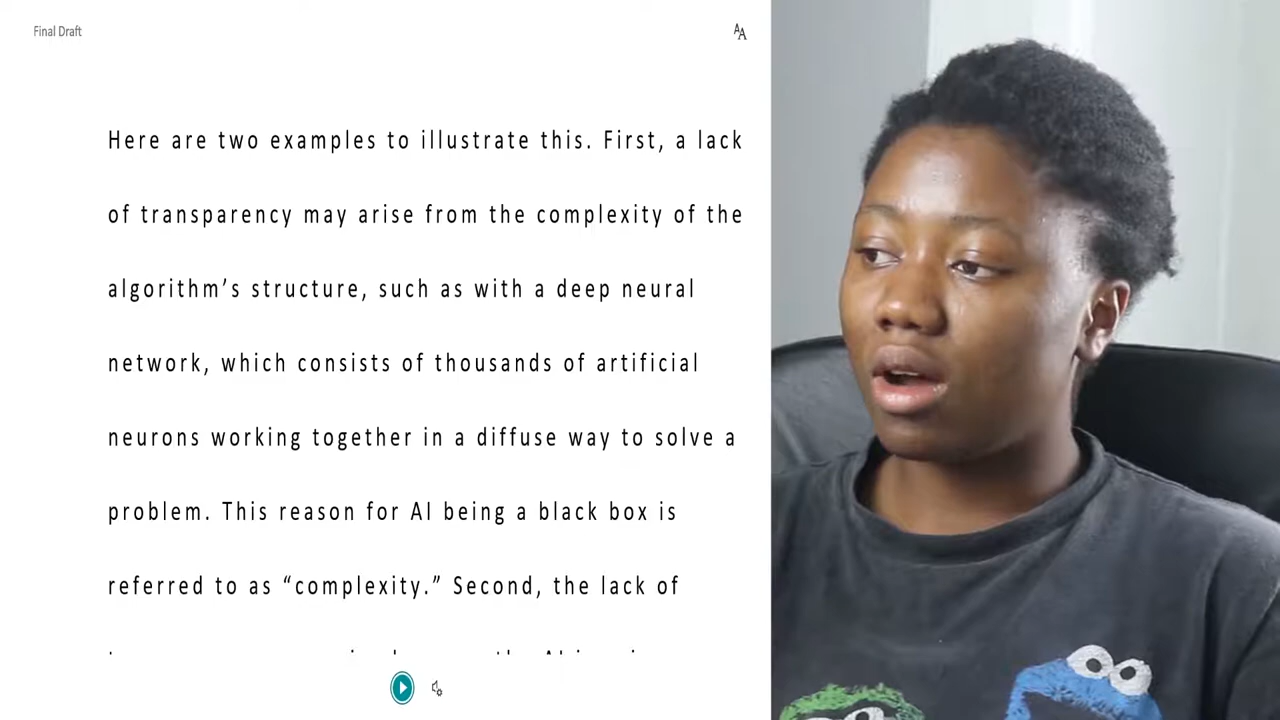 Final Draft
Here are two examples to illustrate this. First, a lack
of transparency may arise from the complexity of the
algorithm’s structure, such as with a deep neural
network, which consists of thousands of artificial
neurons working together in a diffuse way to solve a
problem. This reason for AI being a black box is
referred to as “complexity.” Second, the lack of